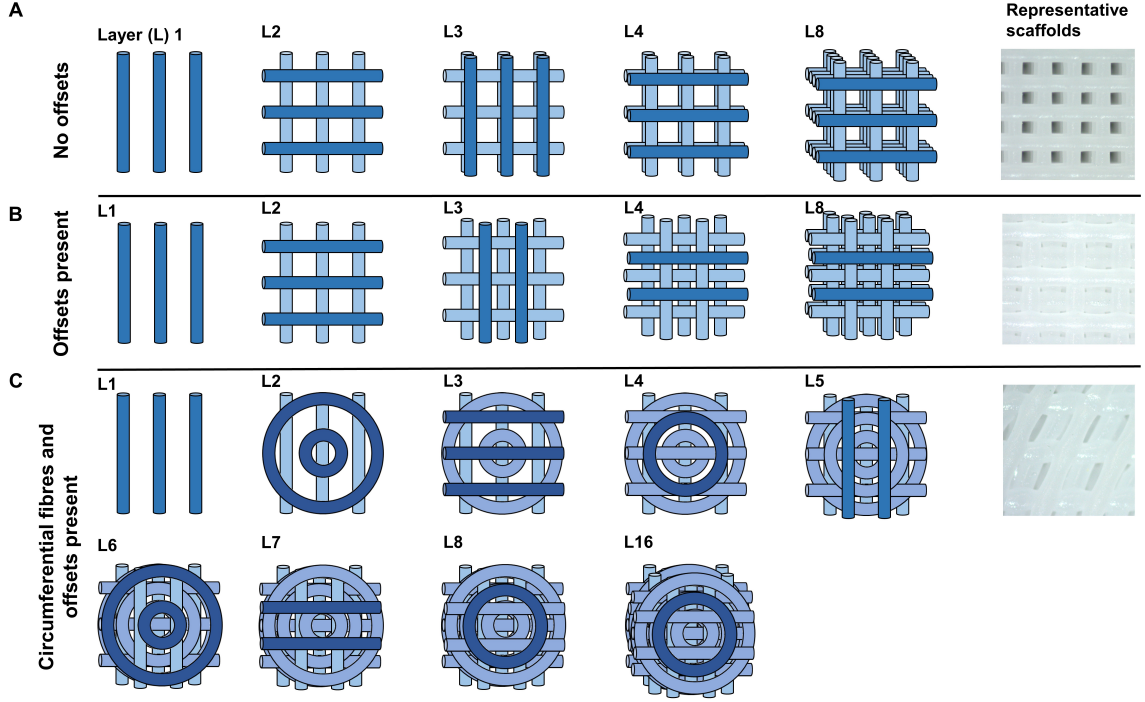 A
Layer (L) 1
L2
L3
L4
L8
Representative
scaffolds
No offsets
B
L1
L2
L3
L4
L8
Offsets present
C
L1
L2
L3
L4
L5
Circumferential fibres and
offsets present
L6
L7
L8
L16